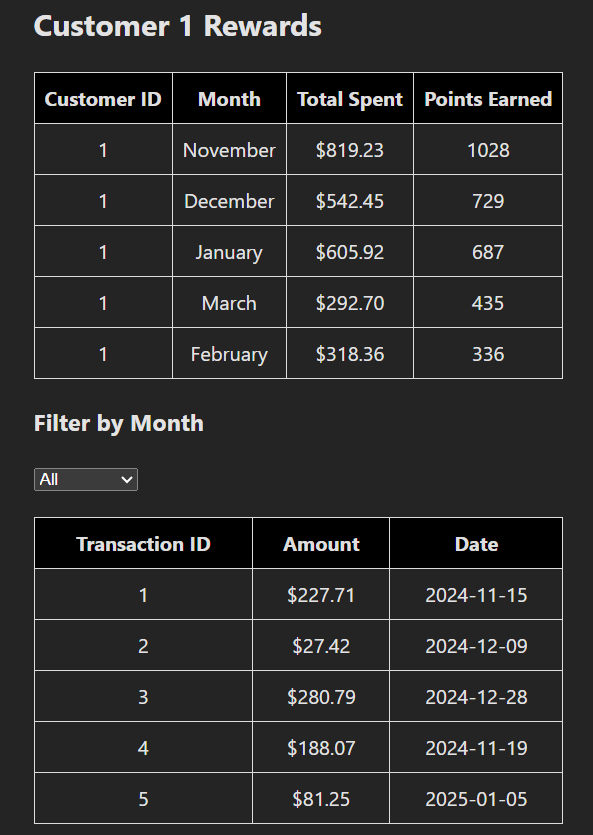 Customer 1 Rewards
Customer ID Month Total Spent Points Earned
1 November $819.23 1028
1 December $542.45 729
1 January $605.92 687
1 March $292.70 435
1 February $318.36 336
Filter by Month
All
Transaction ID Amount Date
1 $227.71 2024-11-15
2 $27.42 2024-12-09
3 $280.79 2024-12-28
4 $188.07 2024-11-19
5 $81.25 2025-01-05